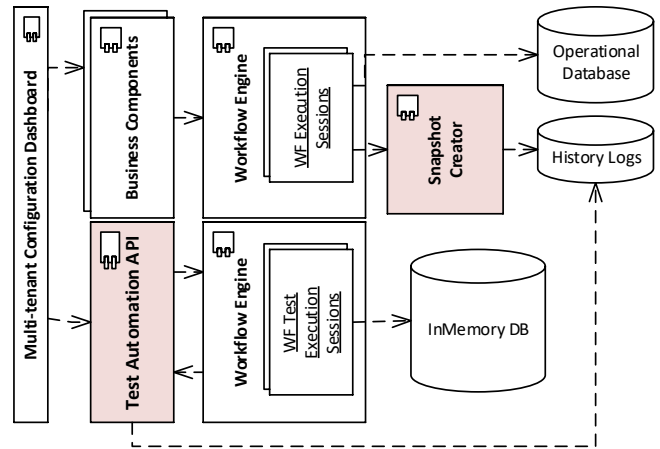 Multi-tenant Configuration Dashboard
Business Components
Workflow Engine
WF Execution
Sessions
Snapshot
Creator
Operational
Database
History Logs
Test Automation API
Workflow Engine
WF Test
Execution
Sessions
InMemory DB